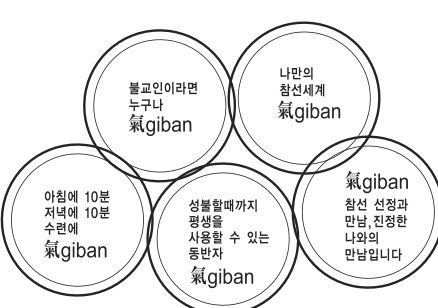 불교인이라면
누구나
氣giban
나만의
참선세계
氣giban
아침에 10분
저녁에 10분
수련에
氣giban
성불할때까지
평생을
사용할 수 있는
동반자
氣giban
氣giban
참선 선정과
만남,진정한
나와의
만남입니다